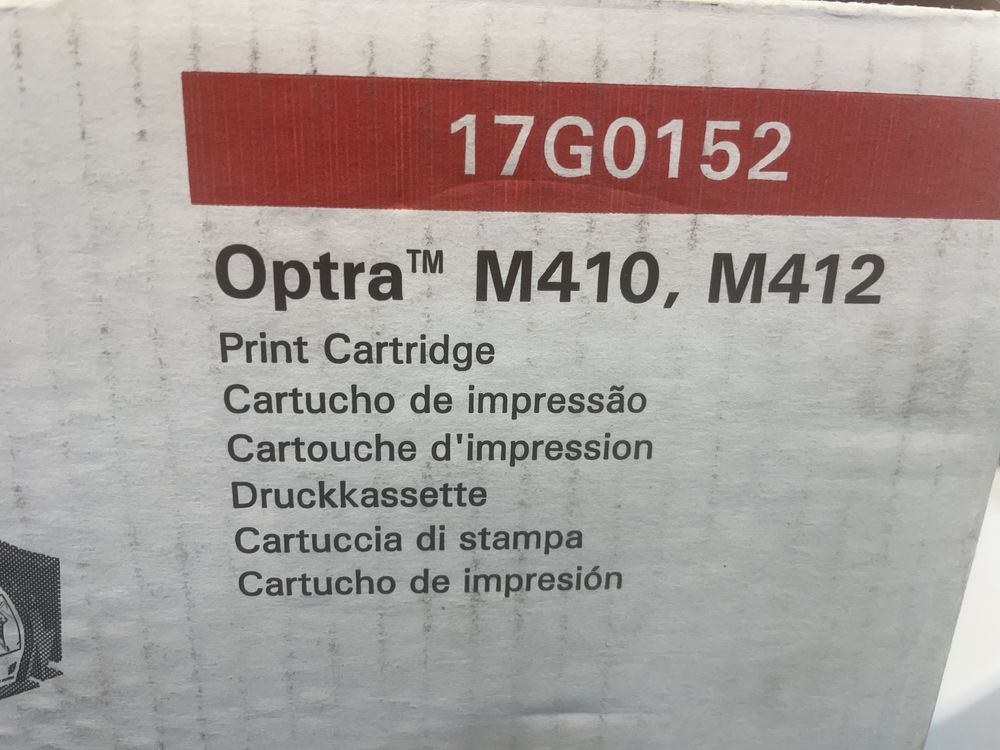 17G0152
Optra™ M410, M412
Print Cartridge
Cartucho de impressão
Cartouche d'impression
Druckkassette
Cartuccia di stampa
Cartucho de impresión